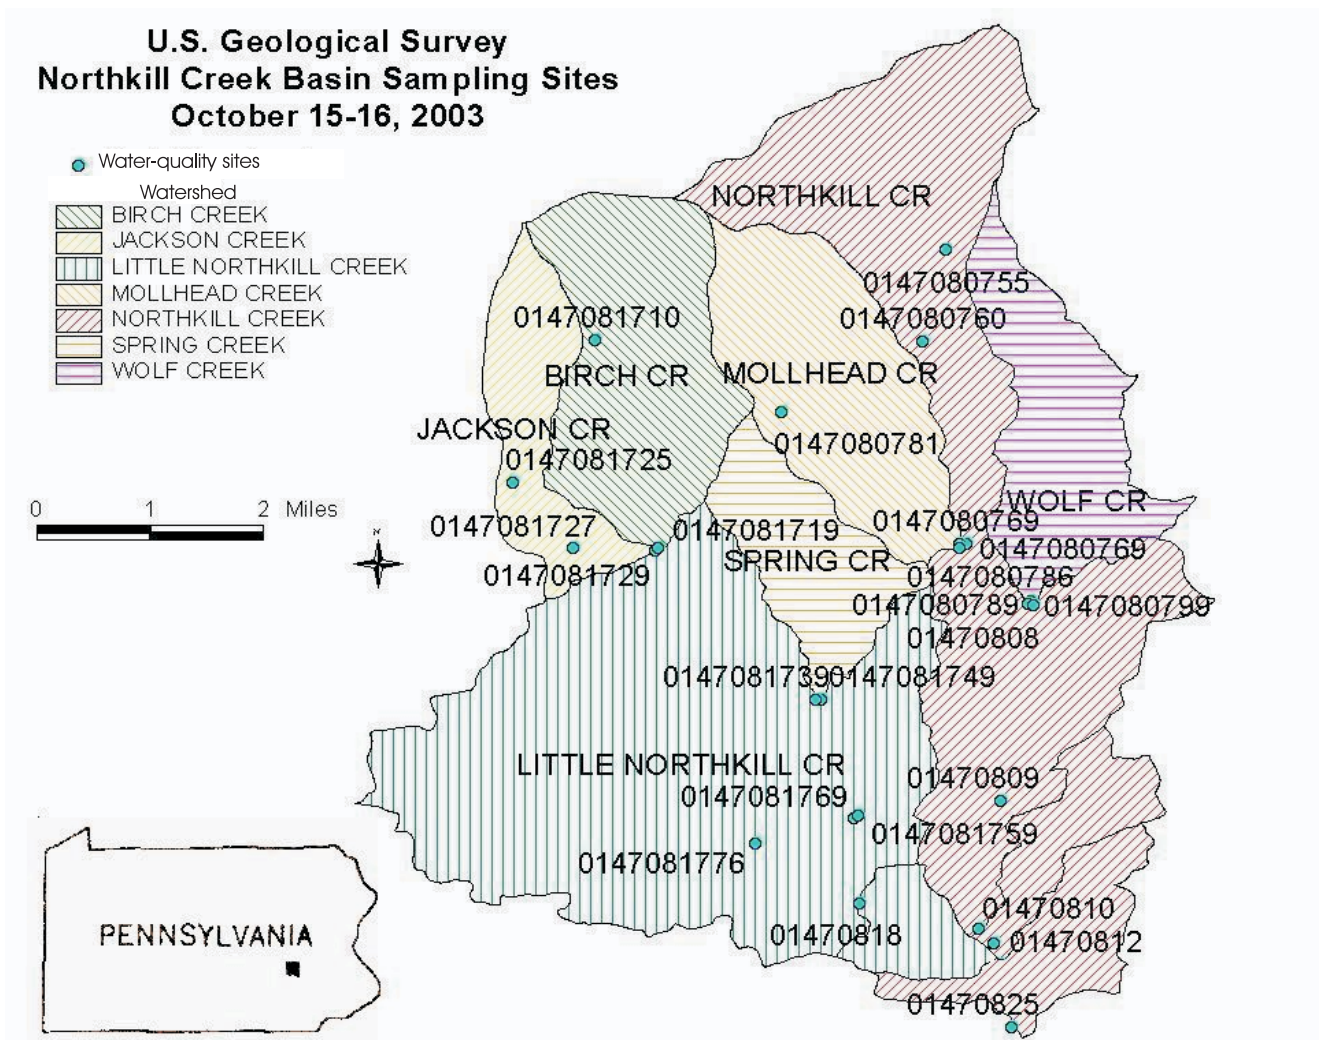 U.S. Geological Survey
Northkill Creek Basin Sampling Sites
October 15-16, 2003
Water-quality sites
Watershed
BIRCH CREEK
JACKSON CREEK
LITTLE NORTHKILL CREEK
MOLLHEAD CREEK
NORTHKILL CREEK
SPRING CREEK
WOLF CREEK
NORTHKILL CR
0147080755
0147081710
0147080760
BIRCH CR
MOLLHEAD CR
JACKSON CR
0147080781
0147081725
WOLF CR
0 1 2 Miles
0147081727
0147081719
0147080769
N
SPRING CR
0147080769
0147081729
0147080786
0147080789
0147080799
01470808
0147081739
0147081749
LITTLE NORTHKILL CR
01470809
0147081769
0147081759
0147081776
01470810
01470818
01470812
PENNSYLVANIA
01470825